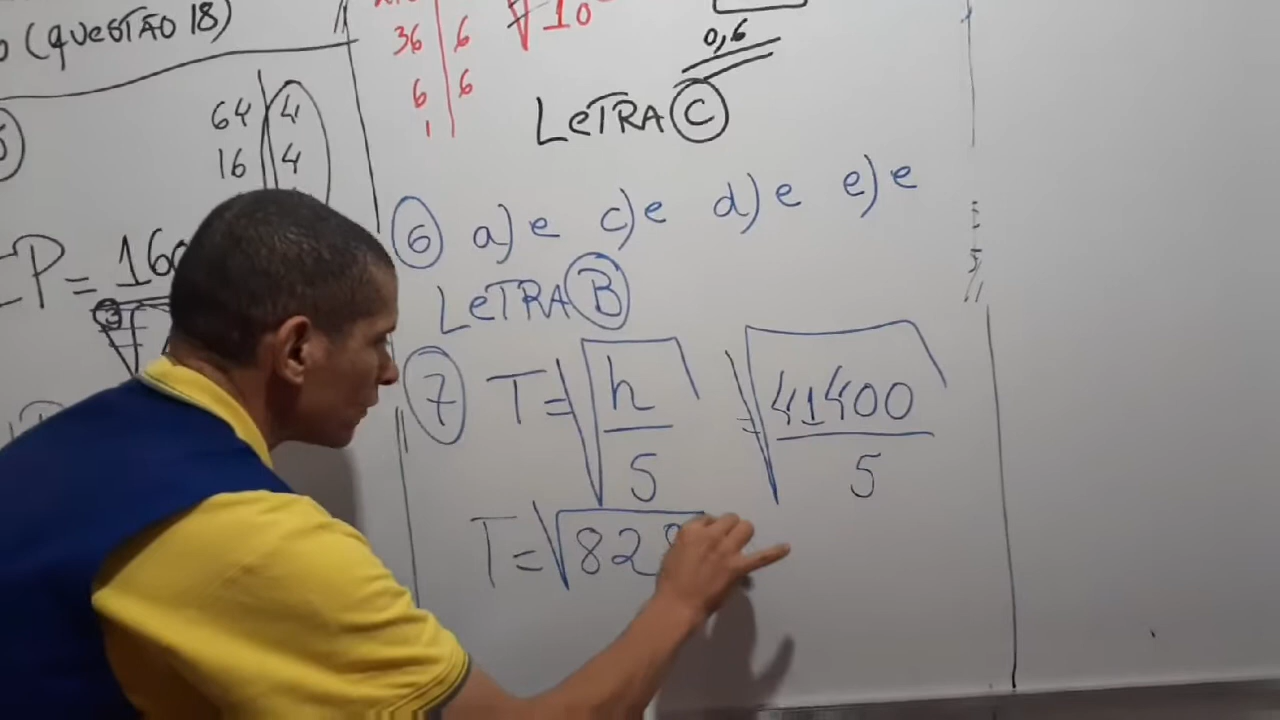 (QUESTÃO 18)
64 4
16 4
36 6
6 6
1
√10
0,6
LETRA C
6 a) e c) e d) e e) e
LETRA B
7 T = √h/5 = √41400/5
T = √828